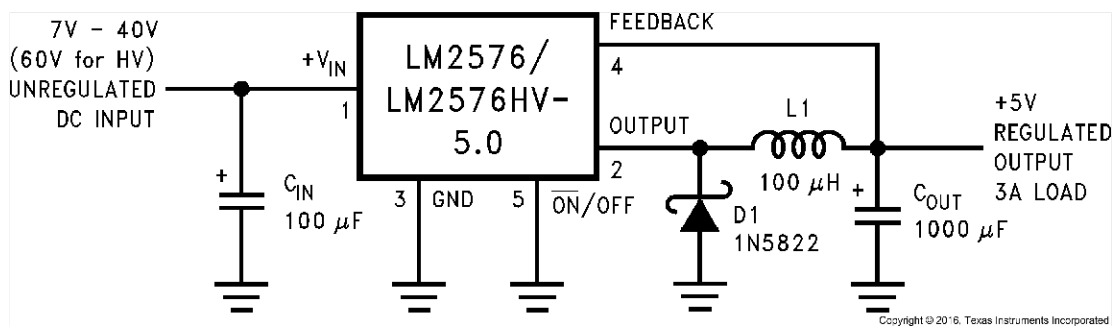 7V – 40V
(60V for HV)
UNREGULATED
DC INPUT
+VIN
1
CIN
100 μF
+
LM2576/
LM2576HV-
5.0
3
GND
5
ON/OFF
FEEDBACK
4
OUTPUT
2
L1
100 μH
D1
1N5822
+
COUT
1000 μF
+5V
REGULATED
OUTPUT
3A LOAD
Copyright © 2016, Texas Instruments Incorporated